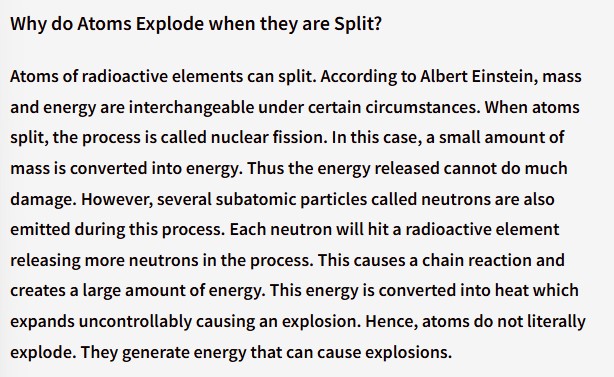 Why do Atoms Explode when they are Split?
Atoms of radioactive elements can split. According to Albert Einstein, mass
and energy are interchangeable under certain circumstances. When atoms
split, the process is called nuclear fission. In this case, a small amount of
mass is converted into energy. Thus the energy released cannot do much
damage. However, several subatomic particles called neutrons are also
emitted during this process. Each neutron will hit a radioactive element
releasing more neutrons in the process. This causes a chain reaction and
creates a large amount of energy. This energy is converted into heat which
expands uncontrollably causing an explosion. Hence, atoms do not literally
explode. They generate energy that can cause explosions.